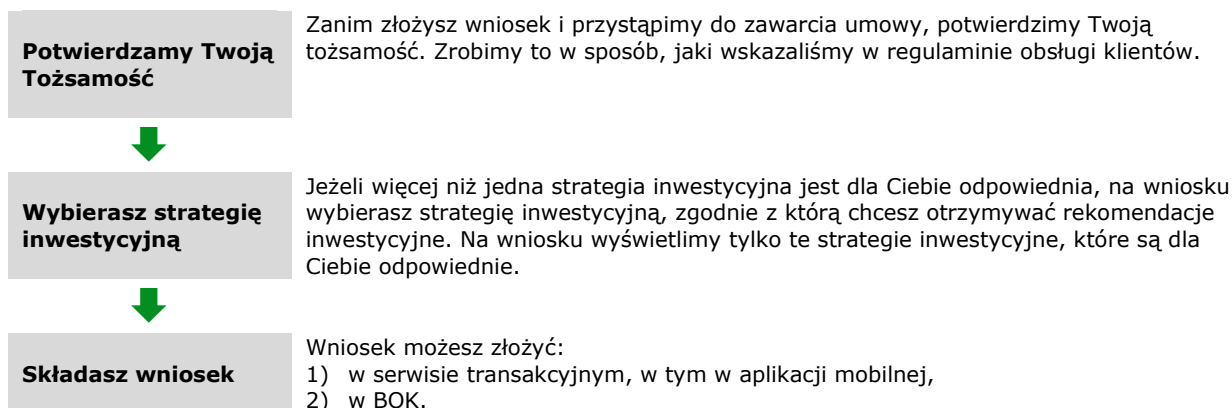 Potwierdzamy Twoją
Tożsamość
Zanim złożysz wniosek i przystąpimy do zawarcia umowy, potwierdzimy Twoją
tożsamość. Zrobimy to w sposób, jaki wskazaliśmy w regulaminie obsługi klientów.
Wybierasz strategię
inwestycyjną
Jeżeli więcej niż jedna strategia inwestycyjna jest dla Ciebie odpowiednia, na wniosku
wybierasz strategię inwestycyjną, zgodnie z którą chcesz otrzymywać rekomendacje
inwestycyjne. Na wniosku wyświetlimy tylko te strategie inwestycyjne, które są dla
Ciebie odpowiednie.
Składasz wniosek
Wniosek możesz złożyć:
1) w serwisie transakcyjnym, w tym w aplikacji mobilnej,
2) w BOK.